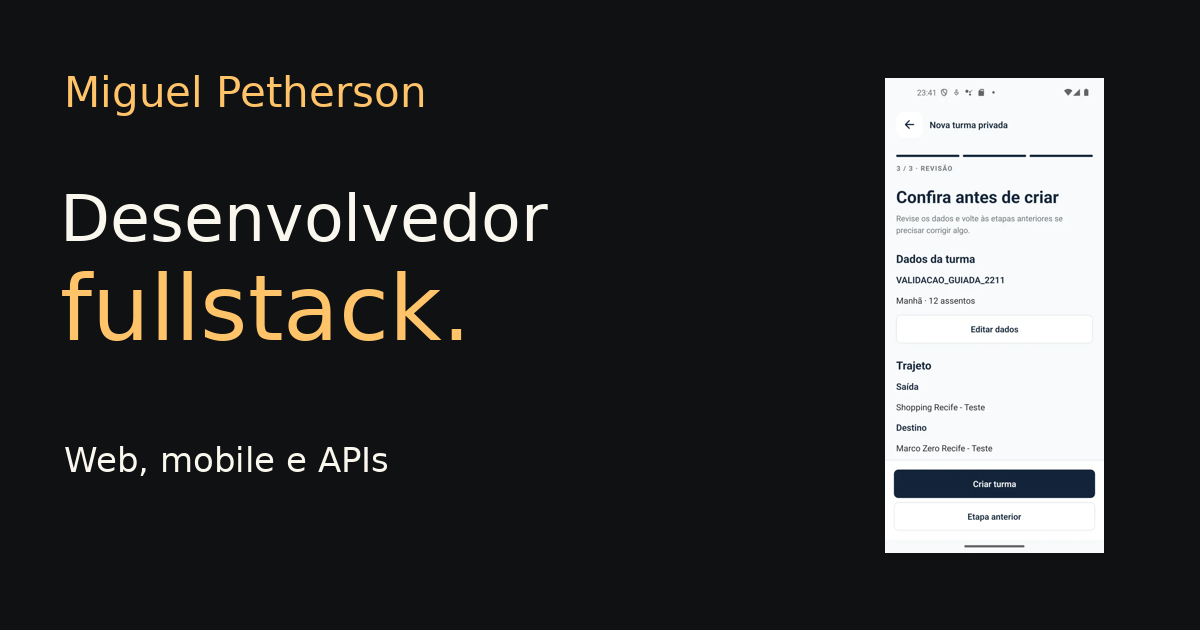 Miguel Petherson
Desenvolvedor
fullstack.
Web, mobile e APIs
23:41
Nova turma privada
3 / 3 · REVISÃO
Confira antes de criar
Revise os dados e volte às etapas anteriores se
precisar corrigir algo.
Dados da turma
VALIDACAO_GUIADA_2211
Manhã · 12 assentos
Editar dados
Trajeto
Saída
Shopping Recife - Teste
Destino
Marco Zero Recife - Teste
Criar turma
Etapa anterior